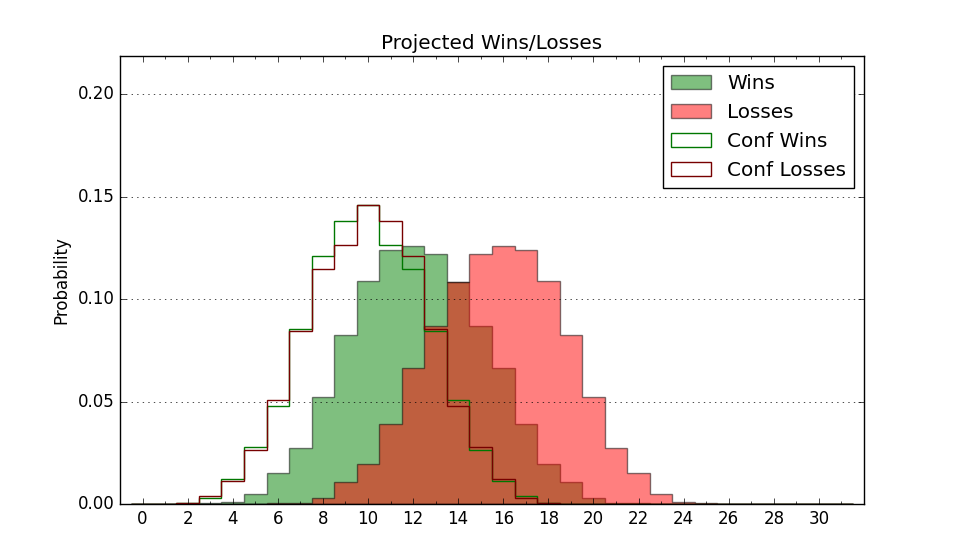 Projected Wins/Losses
Wins
Losses
Conf Wins
Conf Losses
Probability
0.20
0.15
0.10
0.05
0.00
0 2 4 6 8 10 12 14 16 18 20 22 24 26 28 30